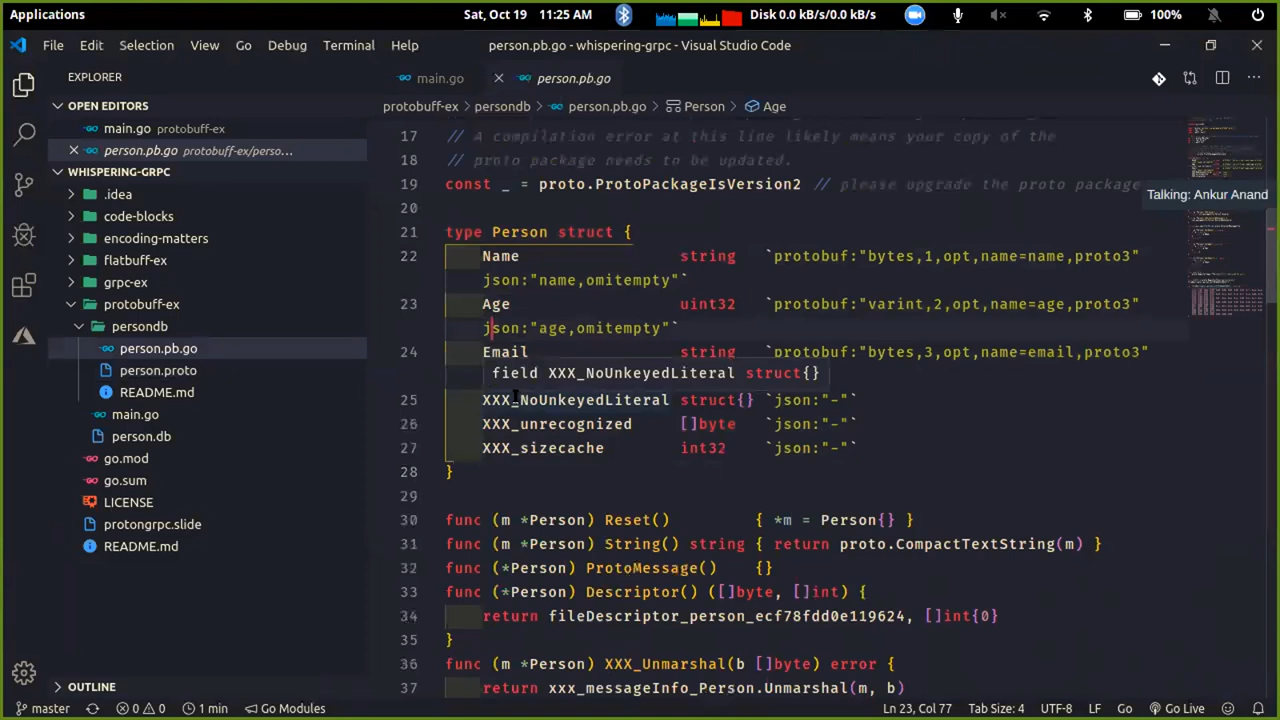 Applications
Sat, Oct 19 11:25 AM
Disk 0.0 kB/s/0.0 kB/s
100%
File Edit Selection View Go Debug Terminal Help
person.pb.go - whispering-grpc - Visual Studio Code
EXPLORER
OPEN EDITORS
main.go protobuff-ex
person.pb.go protobuff-ex/perso...
WHISPERING-GRPC
.idea
code-blocks
encoding-matters
flatbuff-ex
grpc-ex
protobuff-ex
persondb
person.pb.go
person.proto
README.md
main.go
person.db
go.mod
go.sum
LICENSE
protongrpc.slide
README.md
OUTLINE
main.go
person.pb.go
protobuff-ex > persondb > person.pb.go > Person > Age
17 // A compilation error at this line likely means your copy of the
18 // proto package needs to be updated.
19 const _ = proto.ProtoPackageIsVersion2 // please upgrade the proto package
Talking: Ankur Anand
20
21 type Person struct {
22 Name string `protobuf:"bytes,1,opt,name=name,proto3"
json:"name,omitempty"`
23 Age uint32 `protobuf:"varint,2,opt,name=age,proto3"
json:"age,omitempty"`
24 Email string `protobuf:"bytes,3,opt,name=email,proto3"
field XXX_NoUnkeyedLiteral struct{}
25 XXX_NoUnkeyedLiteral struct{} `json:"-"`
26 XXX_unrecognized []byte `json:"-"`
27 XXX_sizecache int32 `json:"-"`
28 }
29
30 func (m *Person) Reset() { *m = Person{} }
31 func (m *Person) String() string { return proto.CompactTextString(m) }
32 func (*Person) ProtoMessage() {}
33 func (*Person) Descriptor() ([]byte, []int) {
34 return fileDescriptor_person_ecf78fdd0e119624, []int{0}
35 }
36 func (m *Person) XXX_Unmarshal(b []byte) error {
37 return xxx_messageInfo_Person.Unmarshal(m, b)
master 0 0 1 min Go Modules
Ln 23, Col 77 Tab Size: 4 UTF-8 LF Go Go Live